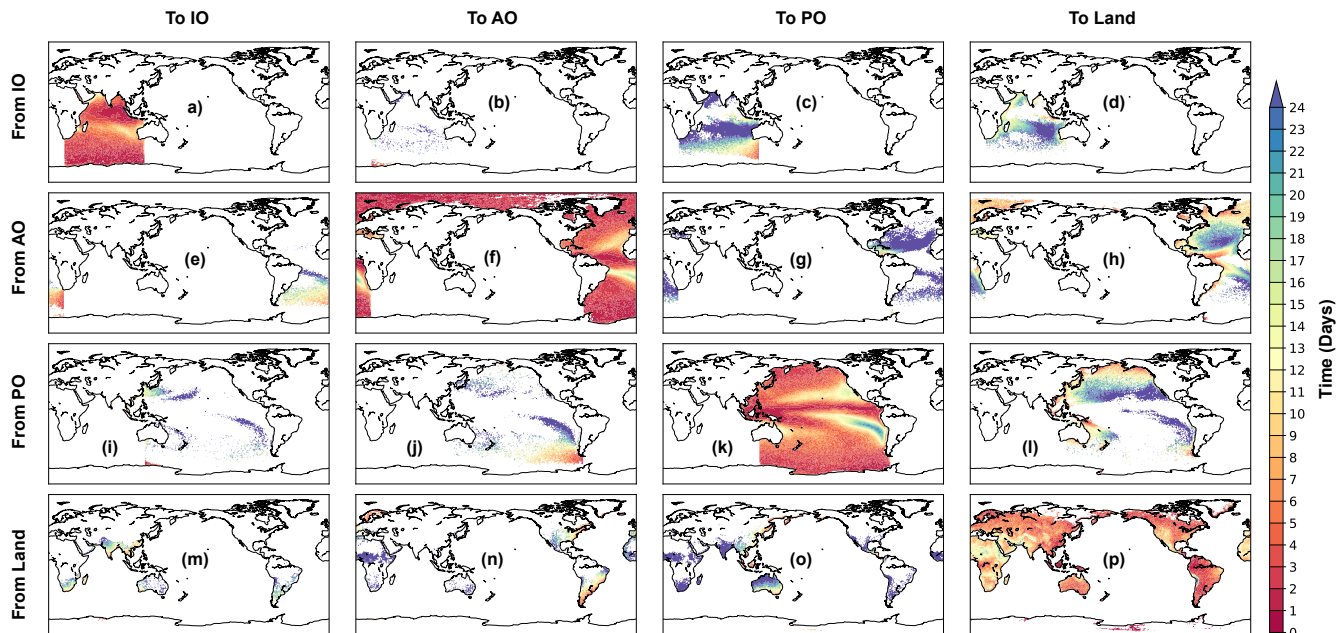 To IO To AO To PO To Land
From IO
a) (b) (c) (d)
From AO
(e) (f) (g) (h)
From PO
(i) (j) (k) (l)
From Land
(m) (n) (o) (p)
24
23
22
21
20
19
18
17
16
15
14
13
12
11
10
9
8
7
6
5
4
3
2
1
0
Time (Days)